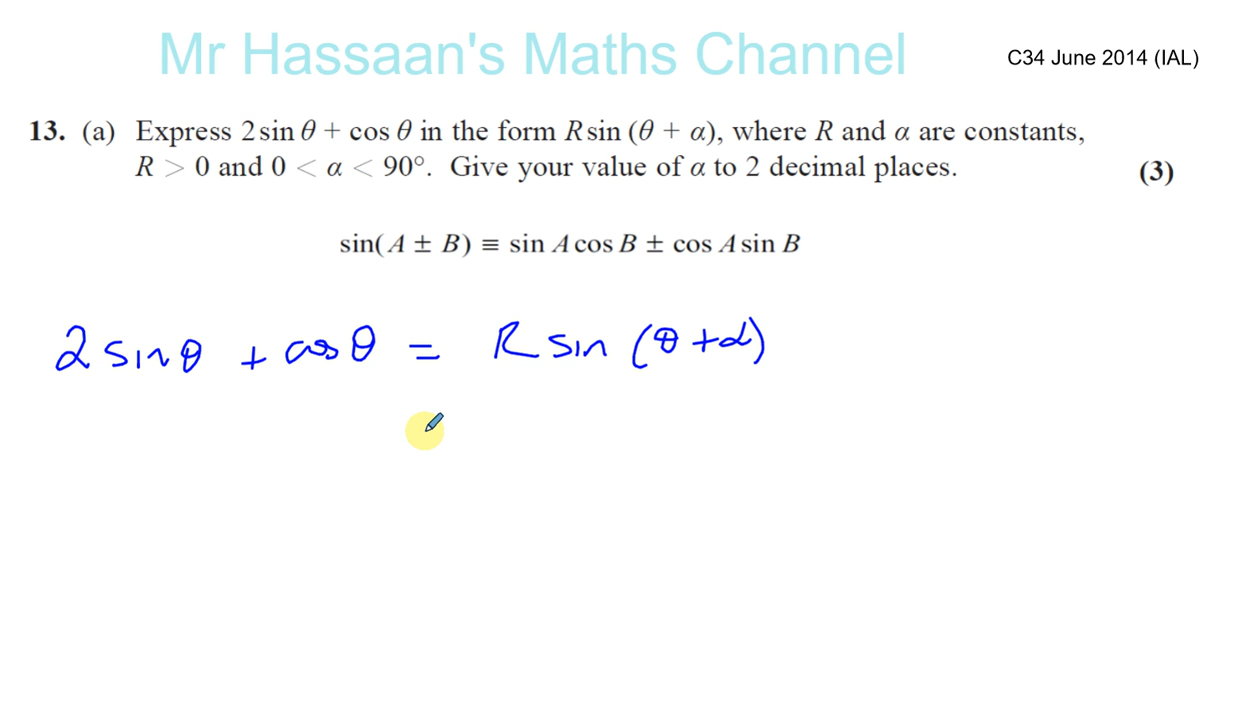 Mr Hassaan's Maths Channel
C34 June 2014 (IAL)
13. (a) Express 2 sin θ + cos θ in the form R sin (θ + α), where R and α are constants,
R > 0 and 0 < α < 90°. Give your value of α to 2 decimal places.
(3)
sin(A ± B) ≡ sin A cos B ± cos A sin B
2 sin θ + cos θ = R sin (θ + α)